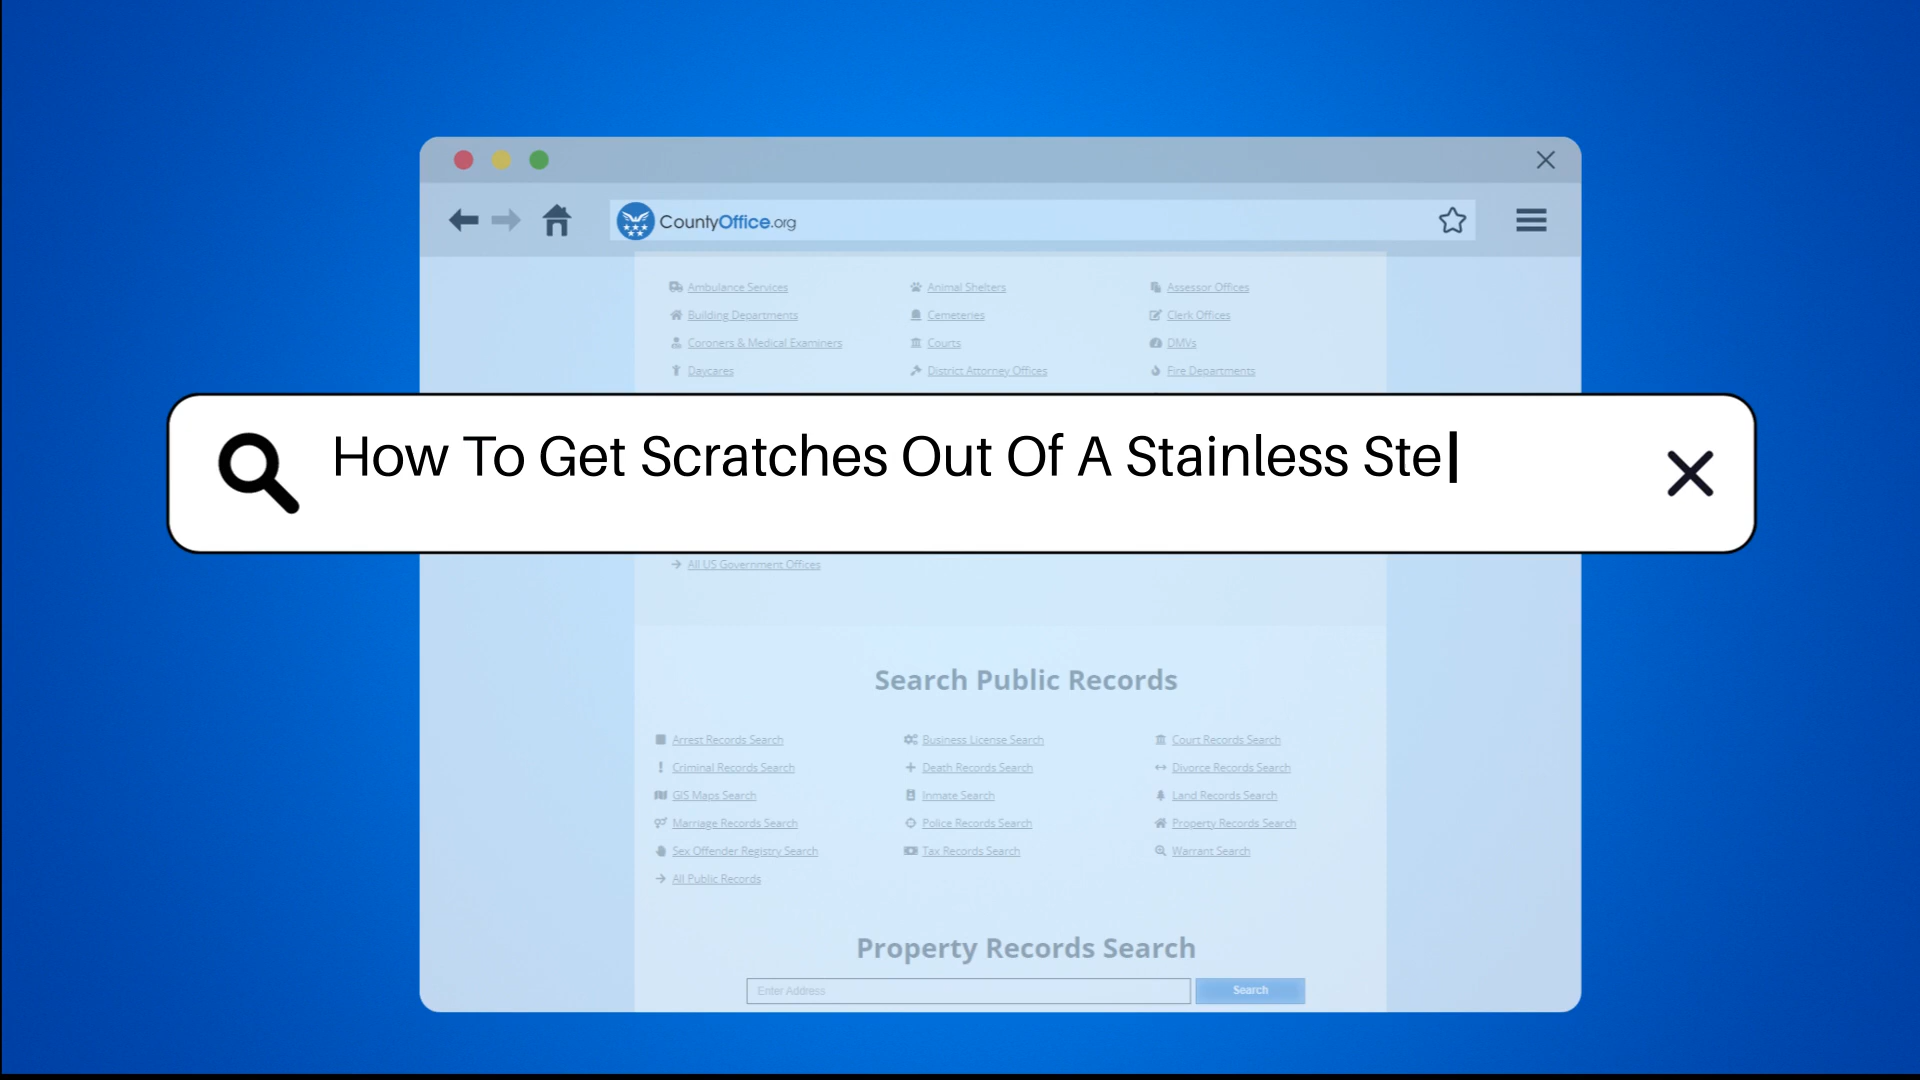 CountyOffice.org
Ambulance Services Animal Shelters Assessor Offices
Building Departments Cemeteries Clerk Offices
Coroners & Medical Examiners Courts DMVs
Daycares District Attorney Offices Fire Departments
How To Get Scratches Out Of A Stainless Ste
All US Government Offices
Search Public Records
Arrest Records Search Business License Search Court Records Search
Criminal Records Search Death Records Search Divorce Records Search
GIS Maps Search Inmate Search Land Records Search
Marriage Records Search Police Records Search Property Records Search
Sex Offender Registry Search Tax Records Search Warrant Search
All Public Records
Property Records Search
Enter Address Search